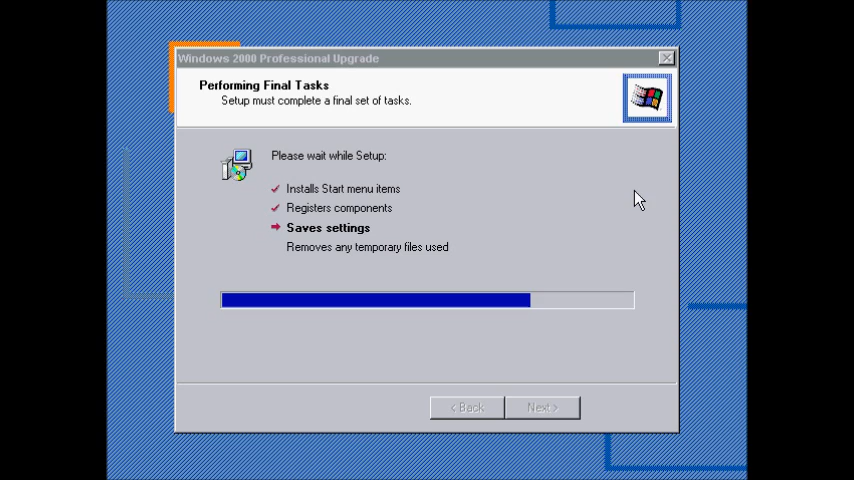 Windows 2000 Professional Upgrade
Performing Final Tasks
Setup must complete a final set of tasks.
Please wait while Setup:
Installs Start menu items
Registers components
Saves settings
Removes any temporary files used
< Back
Next >